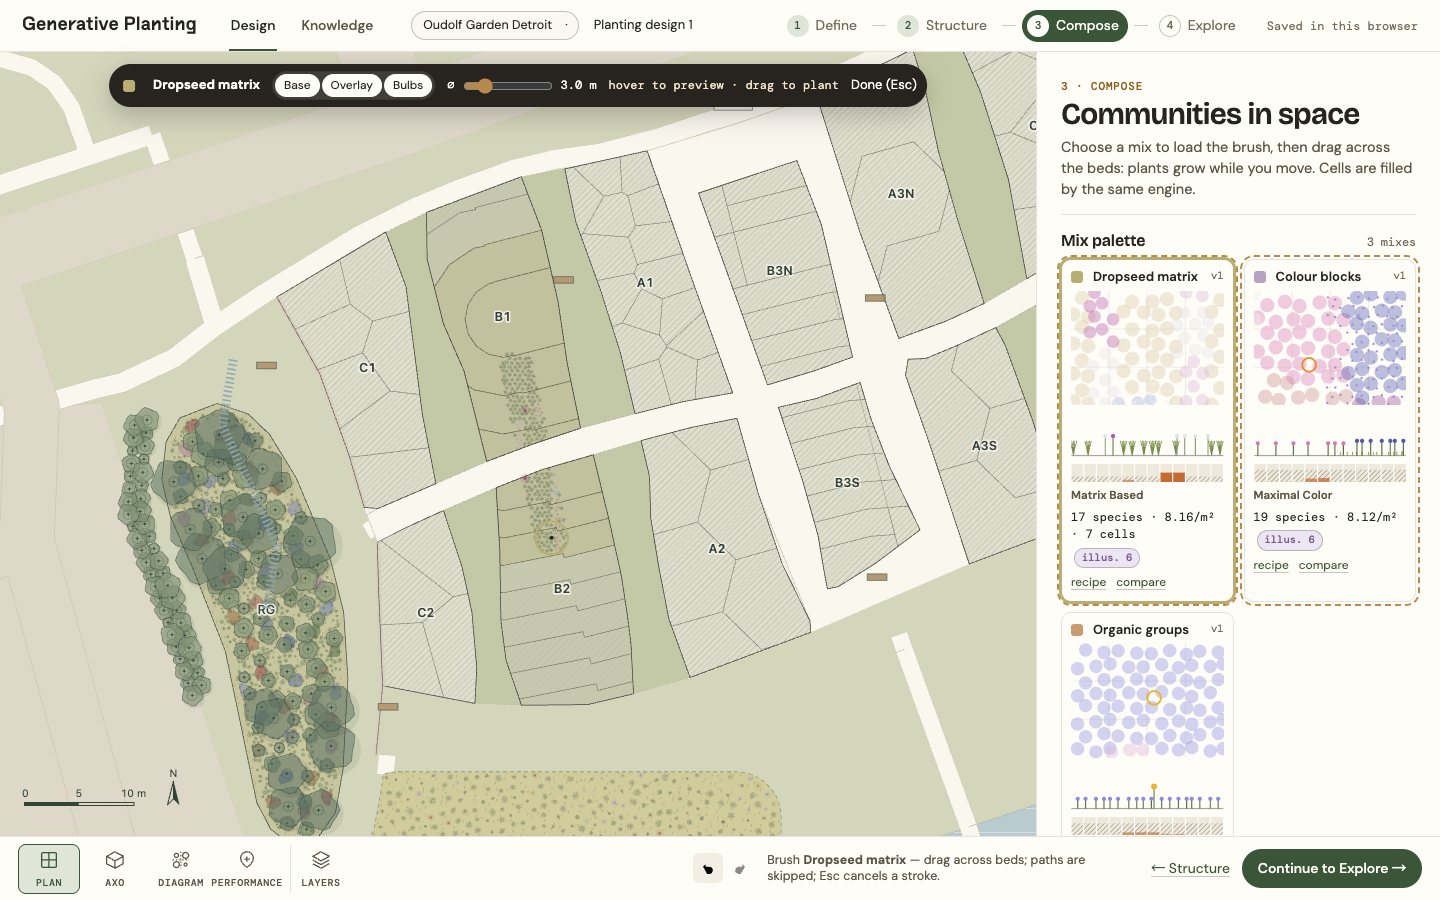 Generative Planting
Design
Knowledge
Oudolf Garden Detroit ·
Planting design 1
1 Define
2 Structure
3 Compose
4 Explore
Saved in this browser
Dropseed matrix
Base
Overlay
Bulbs
⌀
3.0 m
hover to preview · drag to plant
Done (Esc)
C
A3N
B3N
A1
B1
C1
A3S
B3S
A2
B2
C2
RG
N
0 5 10 m
3 · COMPOSE
Communities in space
Choose a mix to load the brush, then drag across
the beds: plants grow while you move. Cells are filled
by the same engine.
Mix palette
3 mixes
Dropseed matrix v1
Matrix Based
17 species · 8.16/m²
· 7 cells
illus. 6
recipe compare
Colour blocks v1
Maximal Color
19 species · 8.12/m²
illus. 6
recipe compare
Organic groups v1
PLAN
AXO
DIAGRAM
PERFORMANCE
LAYERS
Brush Dropseed matrix — drag across beds; paths are
skipped; Esc cancels a stroke.
← Structure
Continue to Explore →